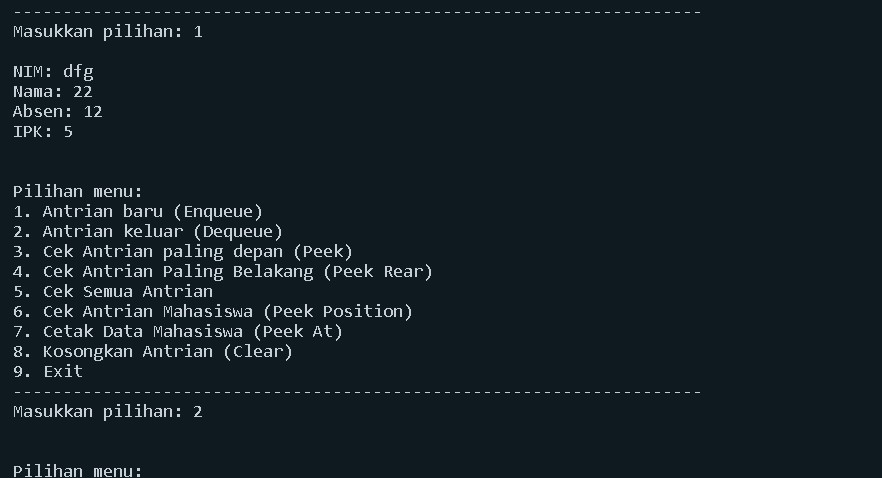 ---------------------------------------------------------------------
Masukkan pilihan: 1
NIM: dfg
Nama: 22
Absen: 12
IPK: 5
Pilihan menu:
1. Antrian baru (Enqueue)
2. Antrian keluar (Dequeue)
3. Cek Antrian paling depan (Peek)
4. Cek Antrian Paling Belakang (Peek Rear)
5. Cek Semua Antrian
6. Cek Antrian Mahasiswa (Peek Position)
7. Cetak Data Mahasiswa (Peek At)
8. Kosongkan Antrian (Clear)
9. Exit
---------------------------------------------------------------------
Masukkan pilihan: 2
Pilihan menu: